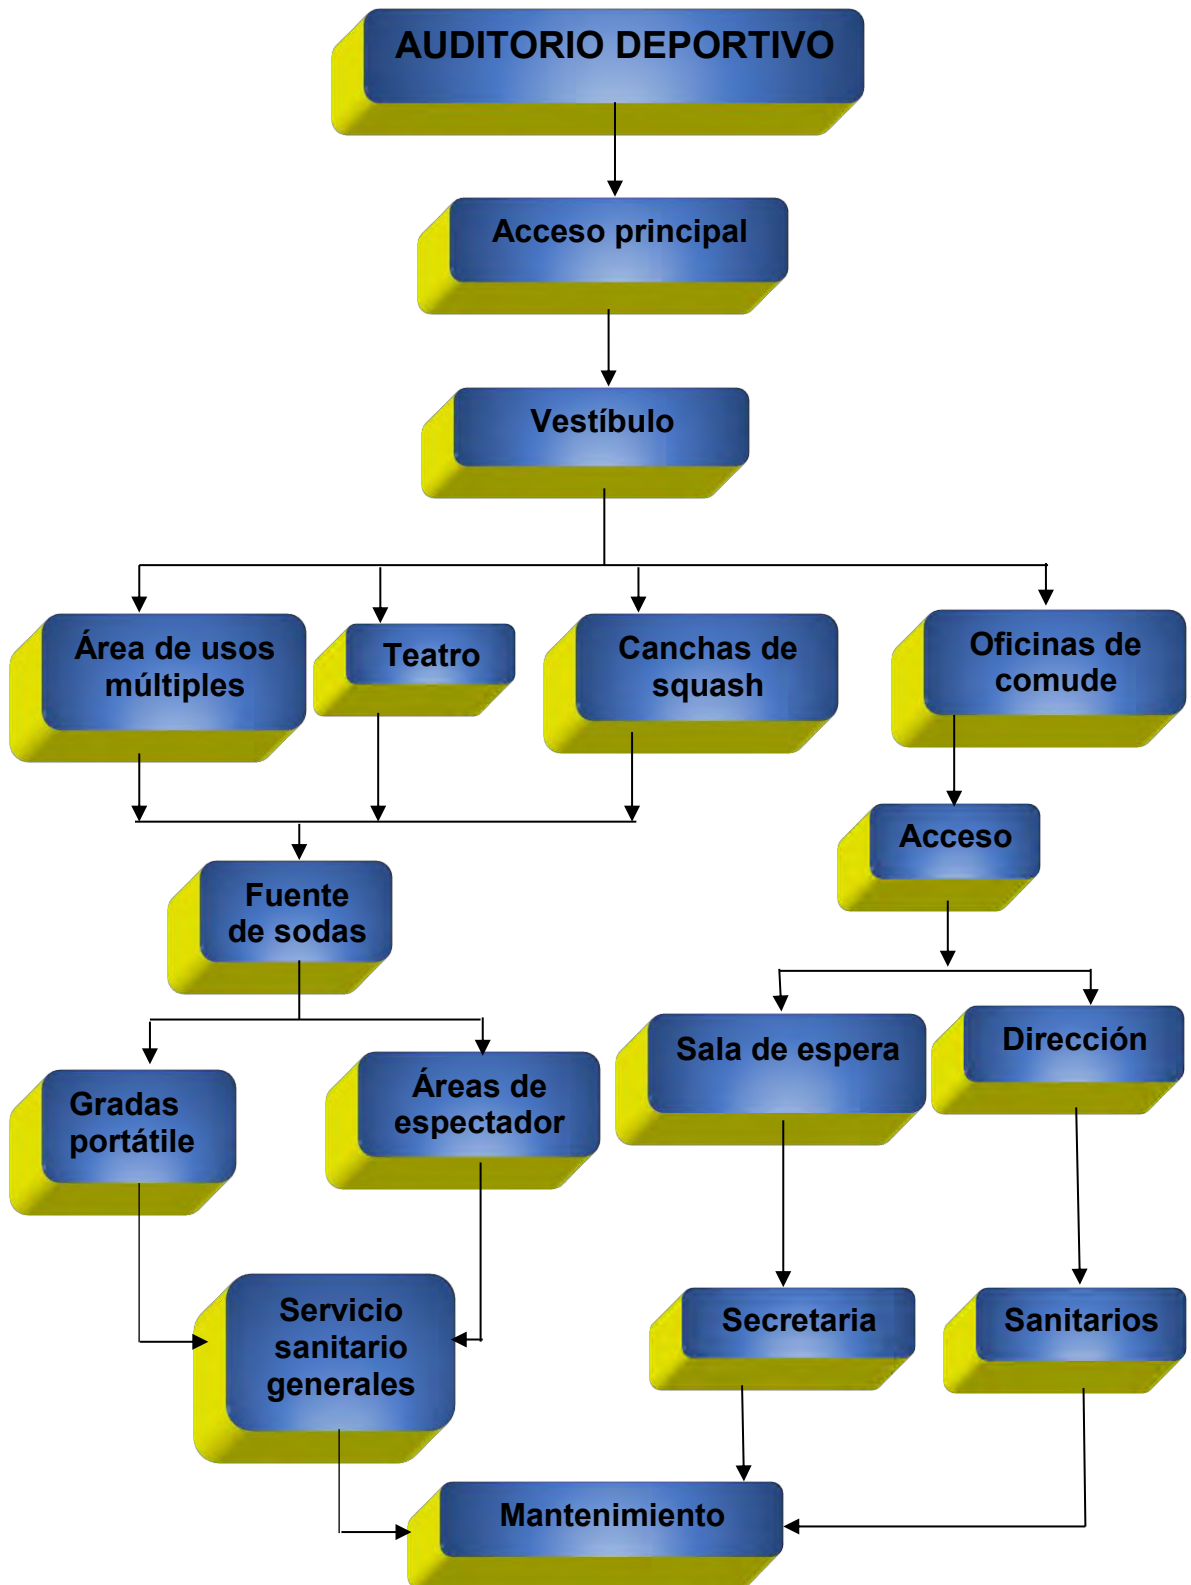 AUDITORIO DEPORTIVO
Acceso principal
Vestíbulo
Área de usos
múltiples
Teatro
Canchas de
squash
Oficinas de
comude
Acceso
Fuente
de sodas
Sala de espera
Dirección
Gradas
portátile
Áreas de
espectador
Servicio
sanitario
generales
Secretaria
Sanitarios
Mantenimiento